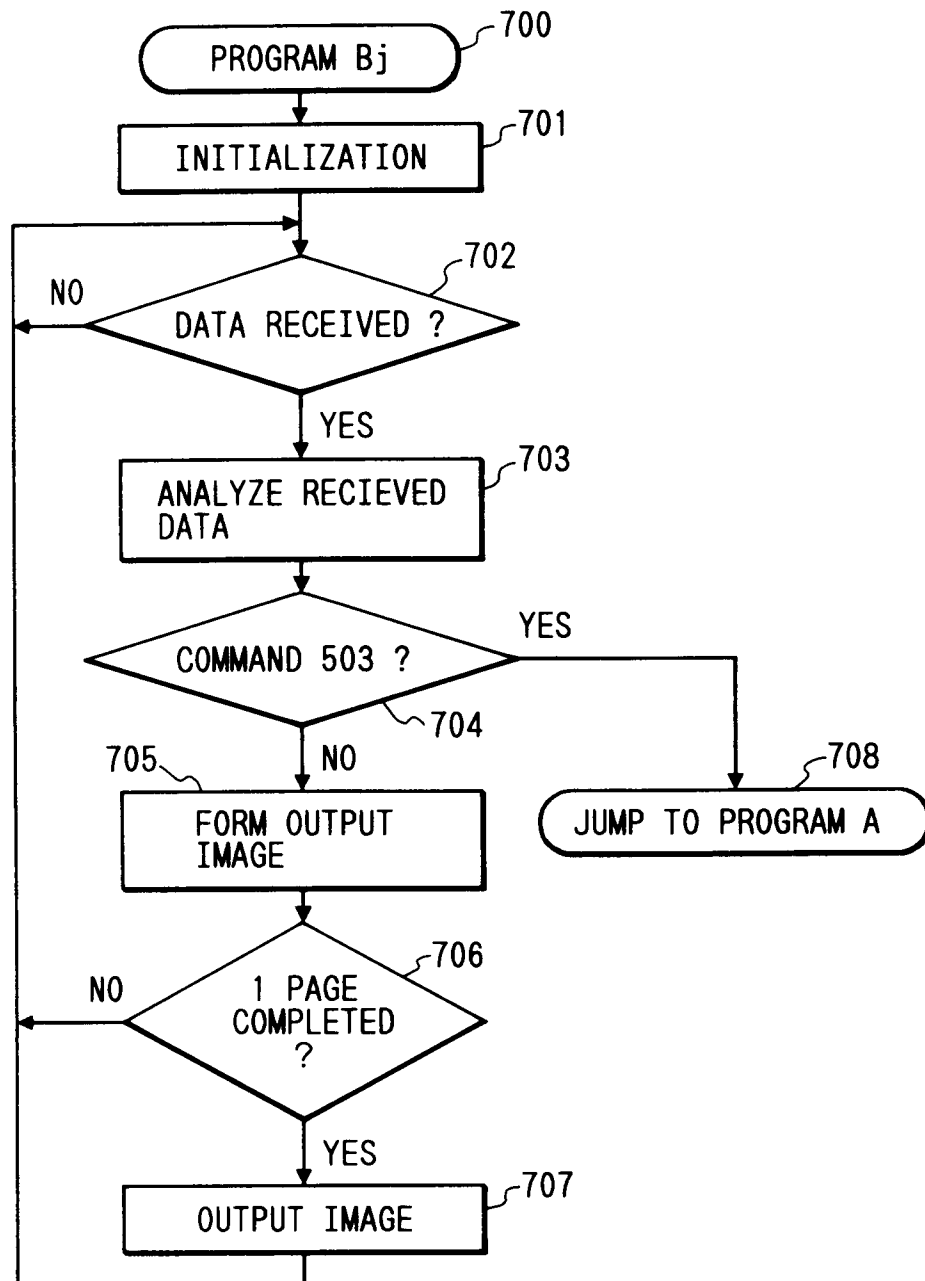 700
PROGRAM Bj
701
INITIALIZATION
702
NO
DATA RECEIVED ?
YES
703
ANALYZE RECIEVED
DATA
YES
COMMAND 503 ?
704
NO
705
708
FORM OUTPUT
IMAGE
JUMP TO PROGRAM A
706
NO
1 PAGE
COMPLETED
?
YES
707
OUTPUT IMAGE